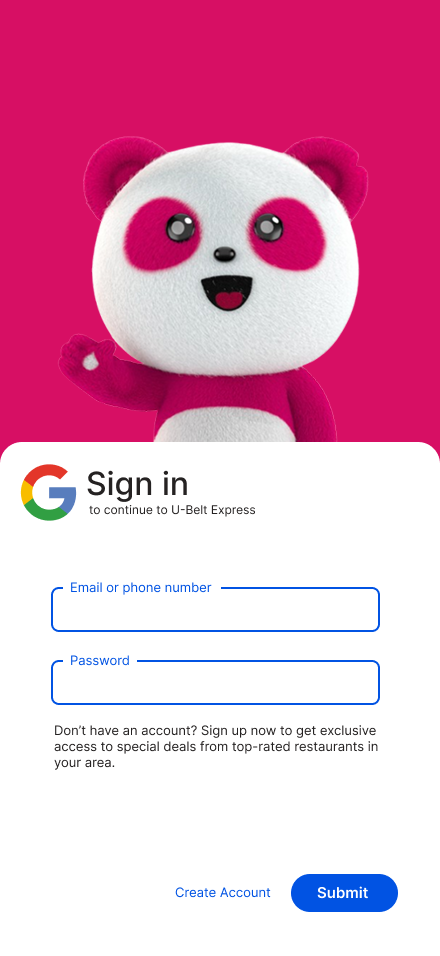 Sign in
to continue to U-Belt Express
Email or phone number
Password
Don’t have an account? Sign up now to get exclusive
access to special deals from top-rated restaurants in
your area.
Create Account
Submit